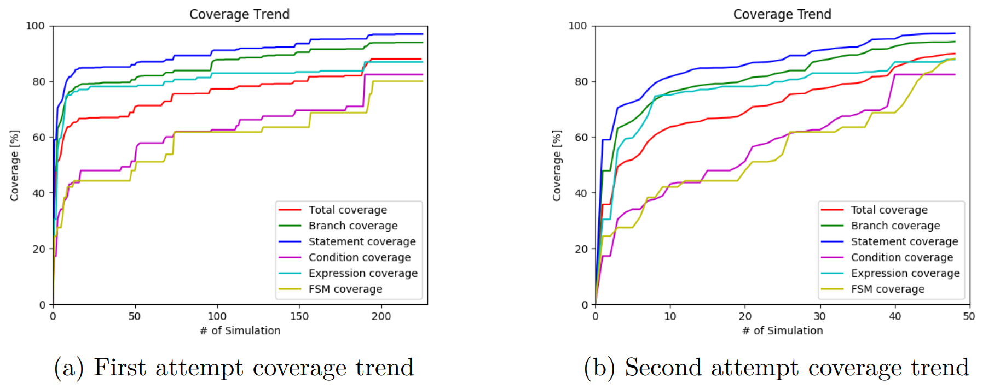 Coverage Trend
100
80
60
40
20
0
Coverage [%]
0 50 100 150 200
# of Simulation
Total coverage
Branch coverage
Statement coverage
Condition coverage
Expression coverage
FSM coverage
(a) First attempt coverage trend
Coverage Trend
100
80
60
40
20
0
Coverage [%]
0 10 20 30 40 50
# of Simulation
Total coverage
Branch coverage
Statement coverage
Condition coverage
Expression coverage
FSM coverage
(b) Second attempt coverage trend